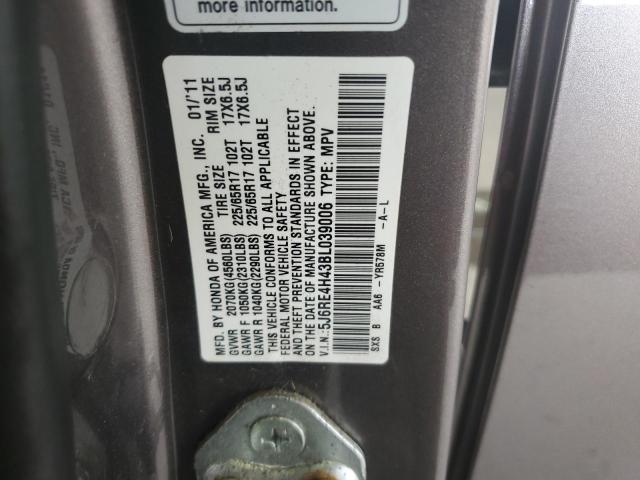 more information.
MFD. BY HONDA OF AMERICA MFG., INC. 01/'11
TIRE SIZE RIM SIZE
GVWR 2070KG(4560LBS)
GAWR F 1050KG(2310LBS) 225/65R17 102T 17X6.5J
GAWR R 1040KG(2290LBS) 225/65R17 102T 17X6.5J
THIS VEHICLE CONFORMS TO ALL APPLICABLE
FEDERAL MOTOR VEHICLE SAFETY
AND THEFT PREVENTION STANDARDS IN EFFECT
ON THE DATE OF MANUFACTURE SHOWN ABOVE.
V.I.N.:5J6RE4H43BL039006 TYPE: MPV
SXS B AA6 -YR578M -A-L